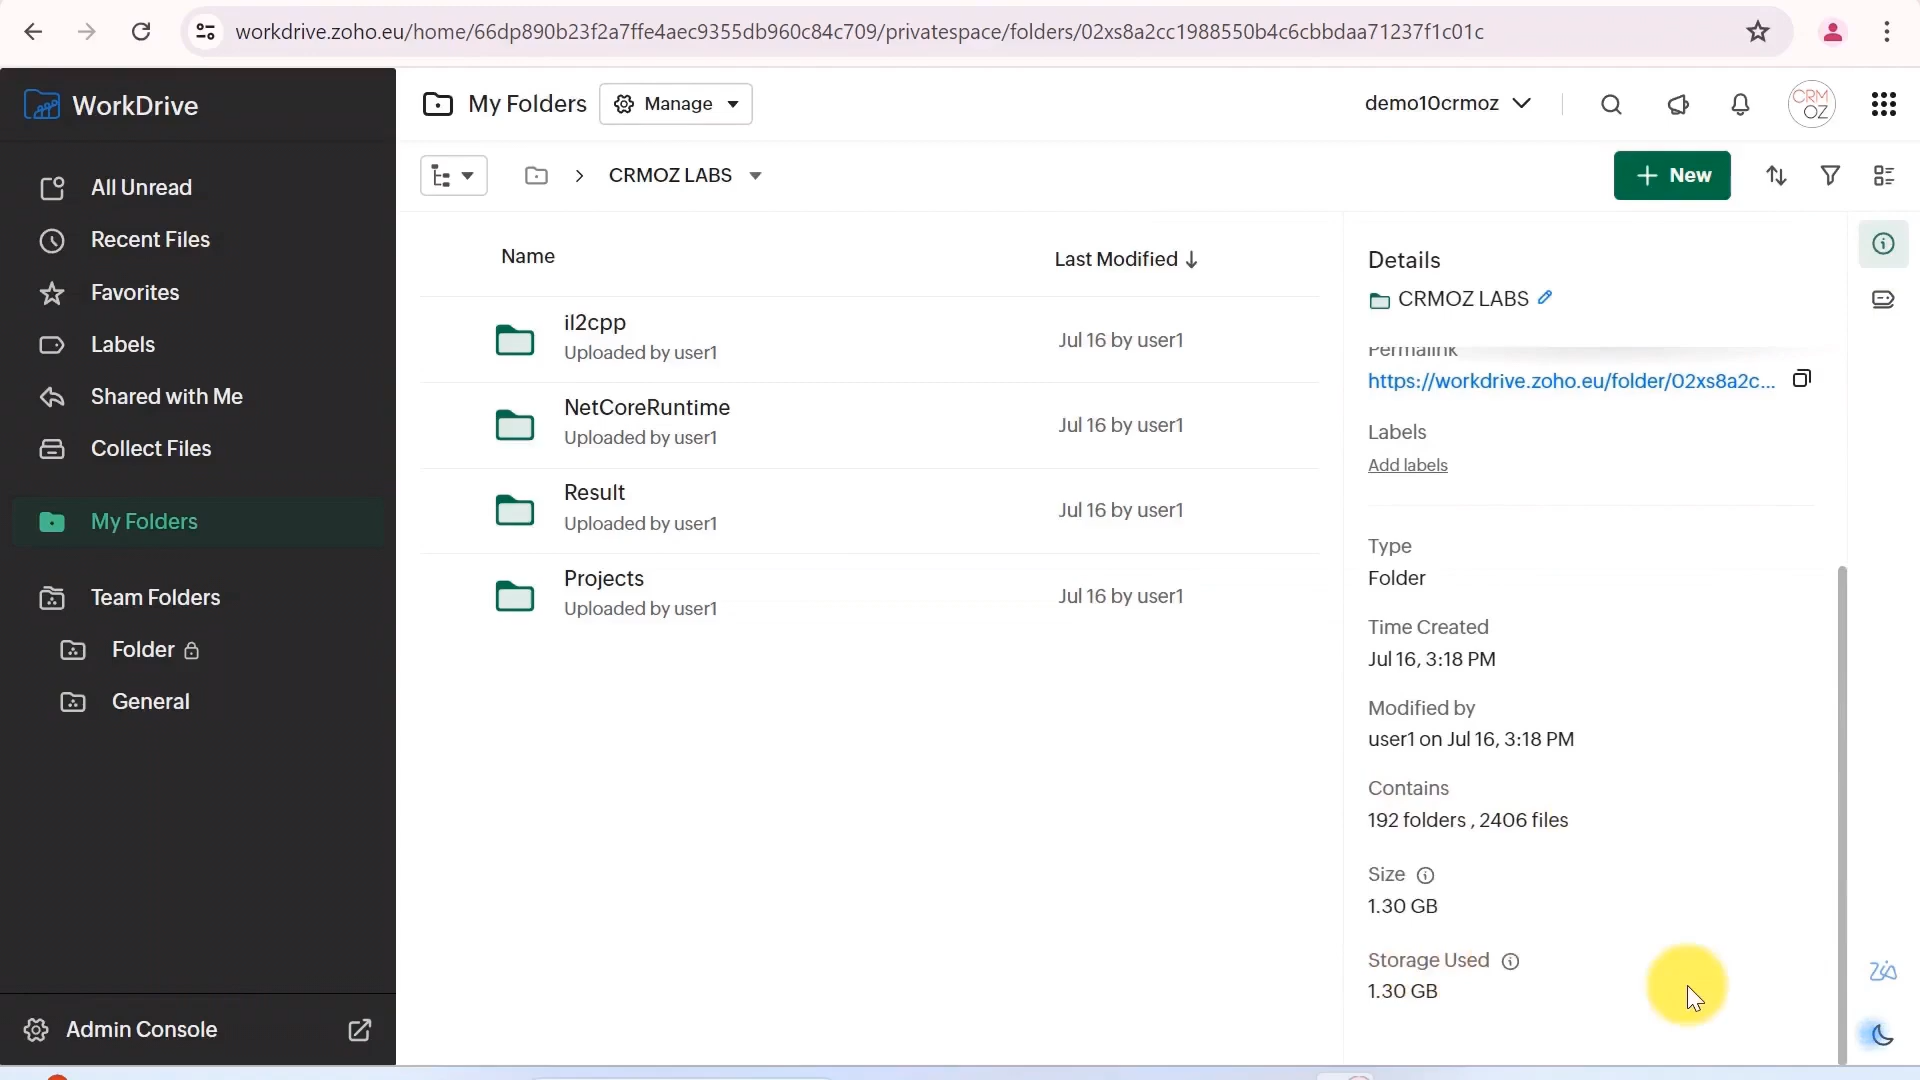 workdrive.zoho.eu/home/66dp890b23f2a7ffe4aec9355db960c84c709/privatespace/folders/02xs8a2cc1988550b4c6cbbdaa71237f1c01c
WorkDrive
My Folders
Manage
demo10crmoz
CRM
OZ
CRMOZ LABS
New
All Unread
Recent Files
Favorites
Labels
Shared with Me
Collect Files
My Folders
Team Folders
Folder
General
Admin Console
Name
Last Modified
il2cpp
Uploaded by user1
Jul 16 by user1
NetCoreRuntime
Uploaded by user1
Jul 16 by user1
Result
Uploaded by user1
Jul 16 by user1
Projects
Uploaded by user1
Jul 16 by user1
Details
CRMOZ LABS
Permalink
https://workdrive.zoho.eu/folder/02xs8a2c...
Labels
Add labels
Type
Folder
Time Created
Jul 16, 3:18 PM
Modified by
user1 on Jul 16, 3:18 PM
Contains
192 folders , 2406 files
Size
1.30 GB
Storage Used
1.30 GB
Zia